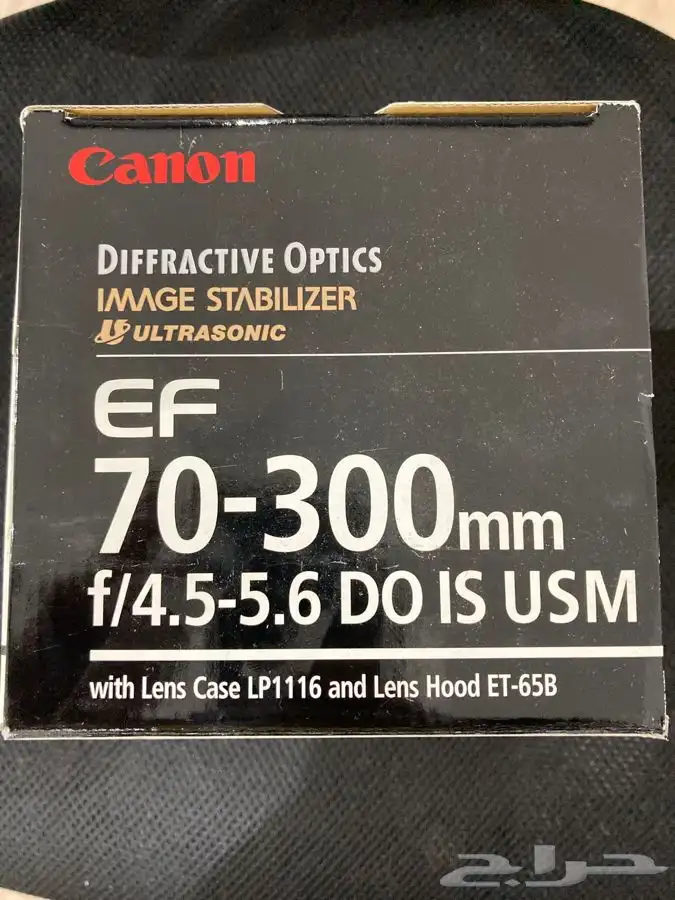 Canon
DIFFRACTIVE OPTICS
IMAGE STABILIZER
ULTRASONIC
EF
70-300mm
f/4.5-5.6 DO IS USM
with Lens Case LP1116 and Lens Hood ET-65B
حراج